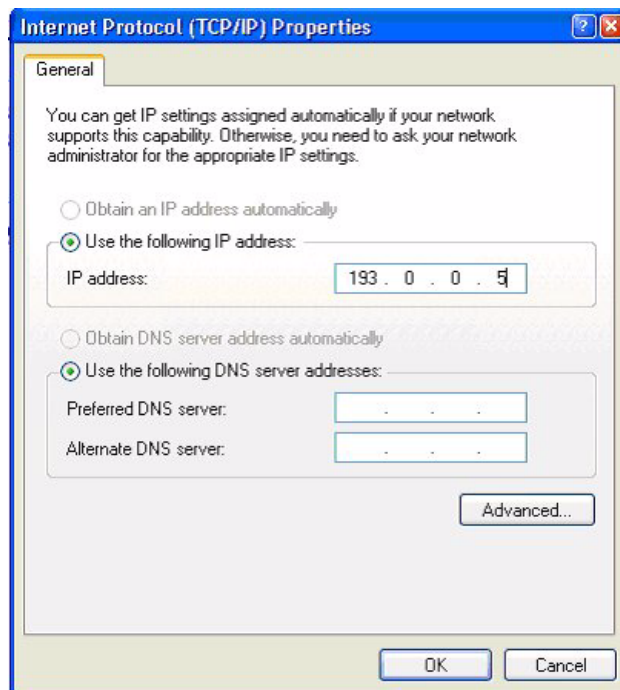 Internet Protocol (TCP/IP) Properties
General
You can get IP settings assigned automatically if your network
supports this capability. Otherwise, you need to ask your network
administrator for the appropriate IP settings.
Obtain an IP address automatically
Use the following IP address:
IP address: 193 . 0 . 0 . 5
Obtain DNS server address automatically
Use the following DNS server addresses:
Preferred DNS server: . . .
Alternate DNS server: . . .
Advanced...
OK Cancel